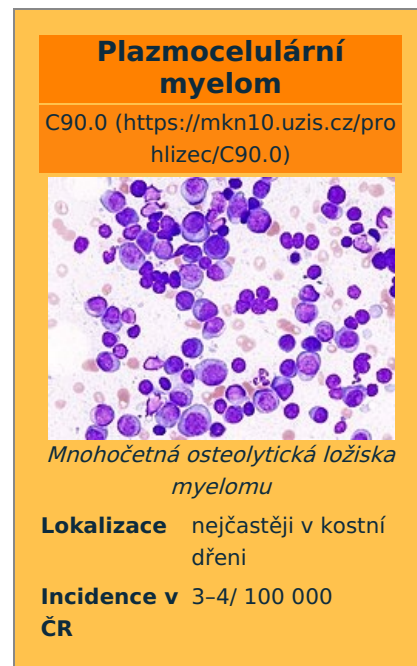 Plazmocelulární
myelom
C90.0 (https://mkn10.uzis.cz/pro
hlizec/C90.0)
Mnohočetná osteolytická ložiska
myelomu
Lokalizace nejčastěji v kostní
dřeni
Incidence v 3–4/ 100 000
ČR